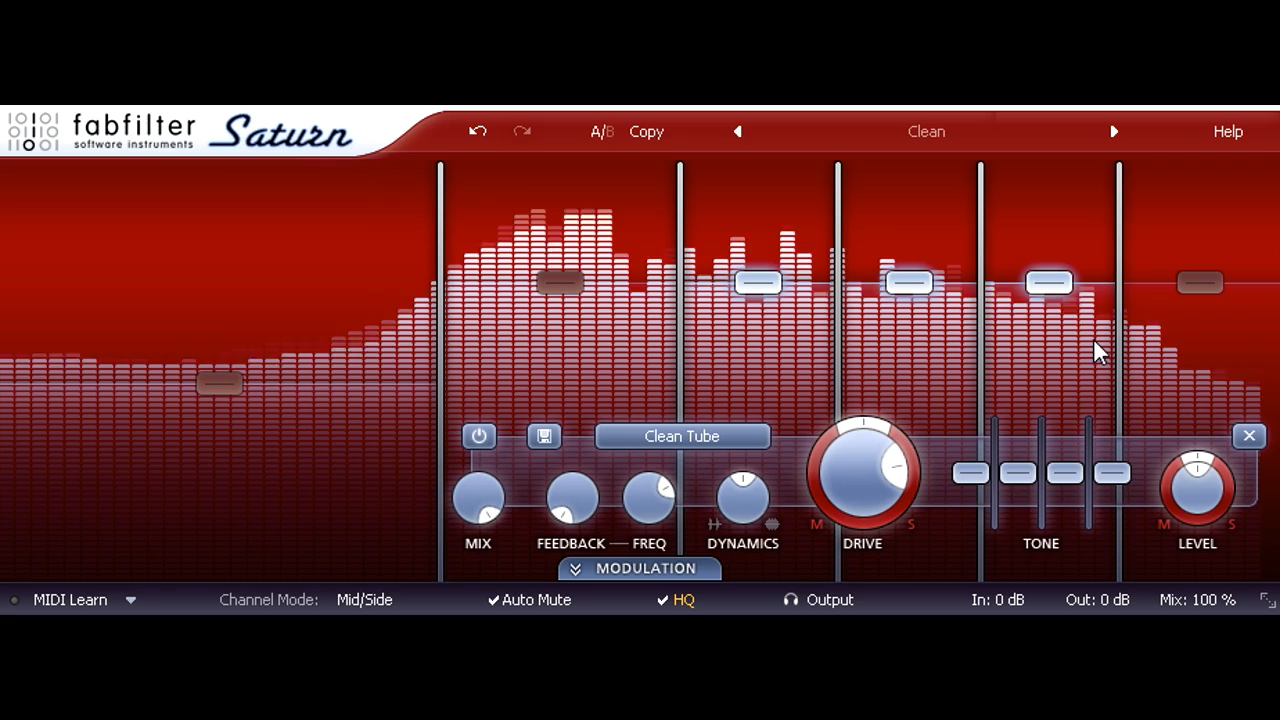 fabfilter Saturn
software instruments
A/B Copy Clean Help
Clean Tube
M S M S
MIX FEEDBACK FREQ DYNAMICS DRIVE TONE LEVEL
MODULATION
MIDI Learn Channel Mode: Mid/Side Auto Mute HQ Output In: 0 dB Out: 0 dB Mix: 100 %